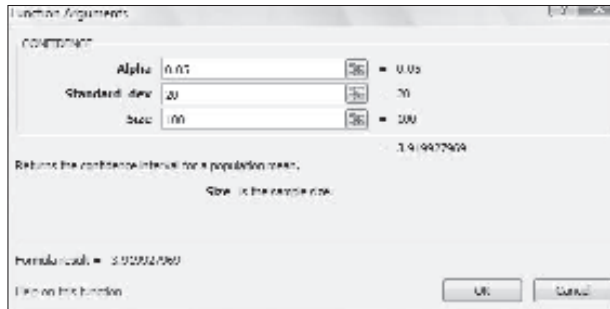 Function Arguments
CONFIDENCE
Alpha 0.05 = 0.05
Standard_dev 20 = 20
Size 100 = 100
= 3.919927969
Returns the confidence interval for a population mean.
Size is the sample size.
Formula result = 3.919927969
Help on this function
OK Cancel